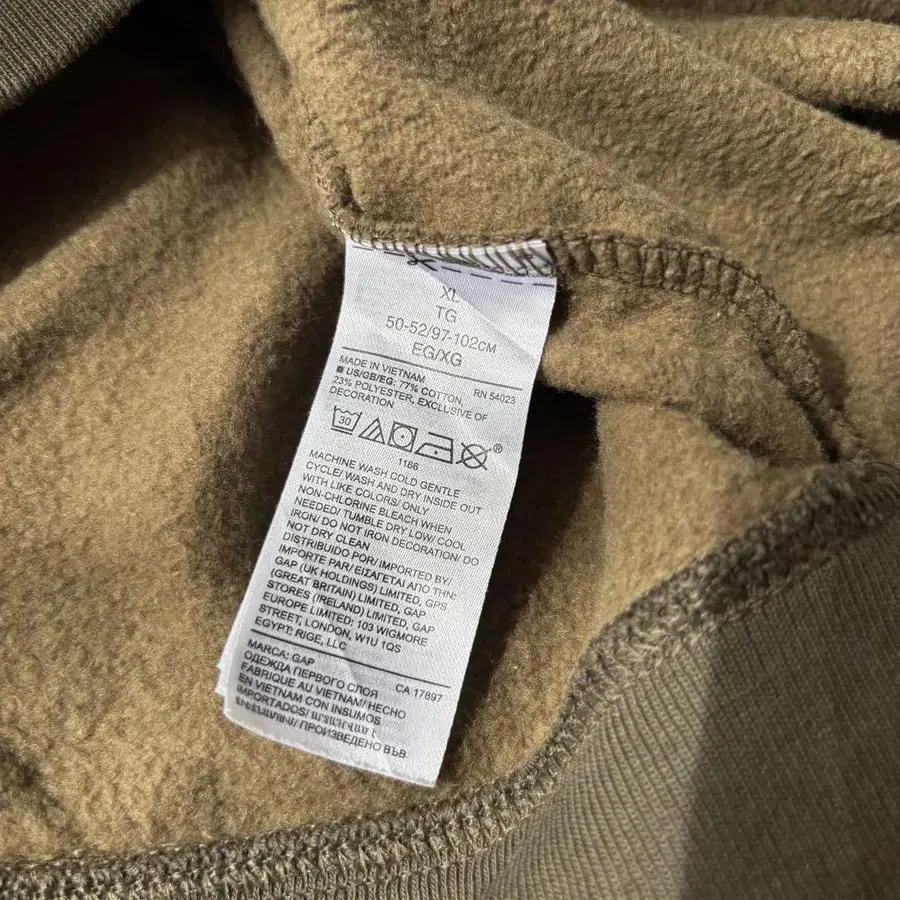 XL
TG
50-52/97-102CM
EG/XG
MADE IN VIETNAM
RN 54023
■ US/GB/EG: 77% COTTON,
23% POLYESTER, EXCLUSIVE OF
DECORATION
30
®
1166
MACHINE WASH COLD GENTLE
CYCLE/ WASH AND DRY INSIDE OUT
WITH LIKE COLORS/ ONLY
NON-CHLORINE BLEACH WHEN
NEEDED/ TUMBLE DRY LOW/ COOL
IRON/ DO NOT IRON DECORATION/ DO
NOT DRY CLEAN
DISTRIBUIDO POR/ IMPORTED BY/
IMPORTE PAR/ ΕΙΣΑΓΕΤΑΙ ΑΠΟ ΤΗΝ:
GAP (UK HOLDINGS) LIMITED, GPS
(GREAT BRITAIN) LIMITED, GAP
STORES (IRELAND) LIMITED, GAP
EUROPE LIMITED: 103 WIGMORE
STREET, LONDON, W1U 1QS
EGYPT: RIGE, LLC
MARCA: GAP
CA 17897
ОДЕЖДА ПЕРВОГО СЛОЯ
FABRIQUE AU VIETNAM/ HECHO
EN VIETNAM CON INSUMOS
IMPORTADOS/
ПРОИЗВЕДЕНО ВЪВ